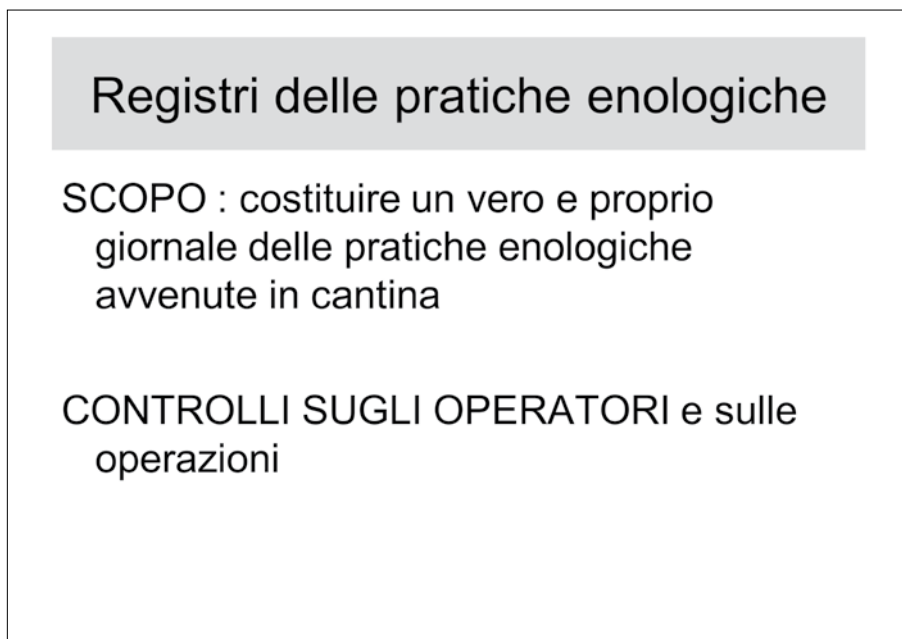 Registri delle pratiche enologiche
SCOPO : costituire un vero e proprio
giornale delle pratiche enologiche
avvenute in cantina
CONTROLLI SUGLI OPERATORI e sulle
operazioni